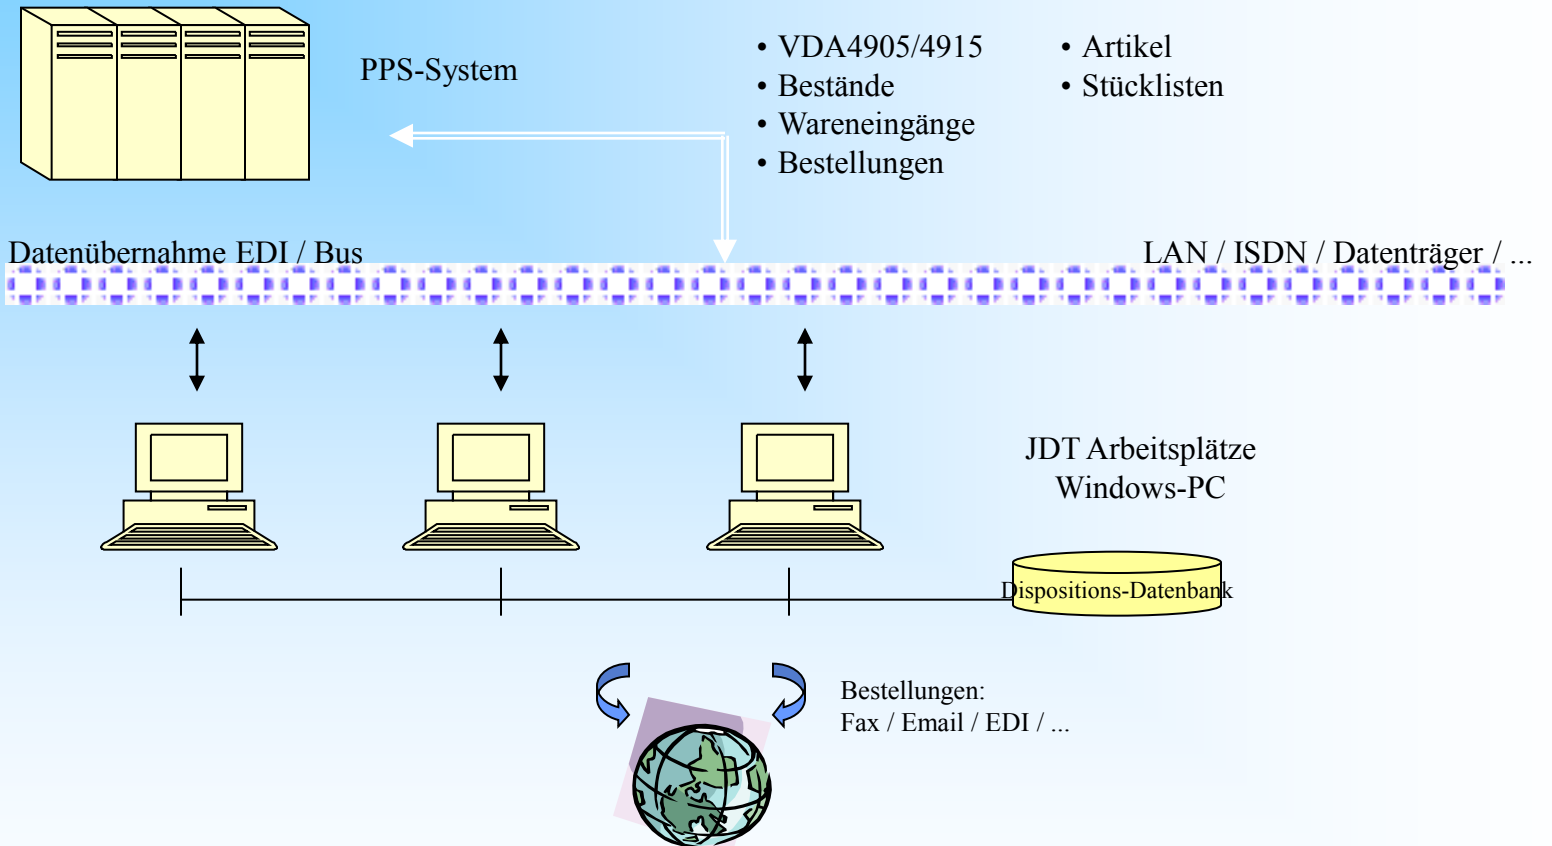 PPS-System
• VDA4905/4915
• Bestände
• Wareneingänge
• Bestellungen
• Artikel
• Stücklisten
Datenübernahme EDI / Bus
LAN / ISDN / Datenträger / ...
JDT Arbeitsplätze
Windows-PC
Dispositions-Datenbank
Bestellungen:
Fax / Email / EDI / ...